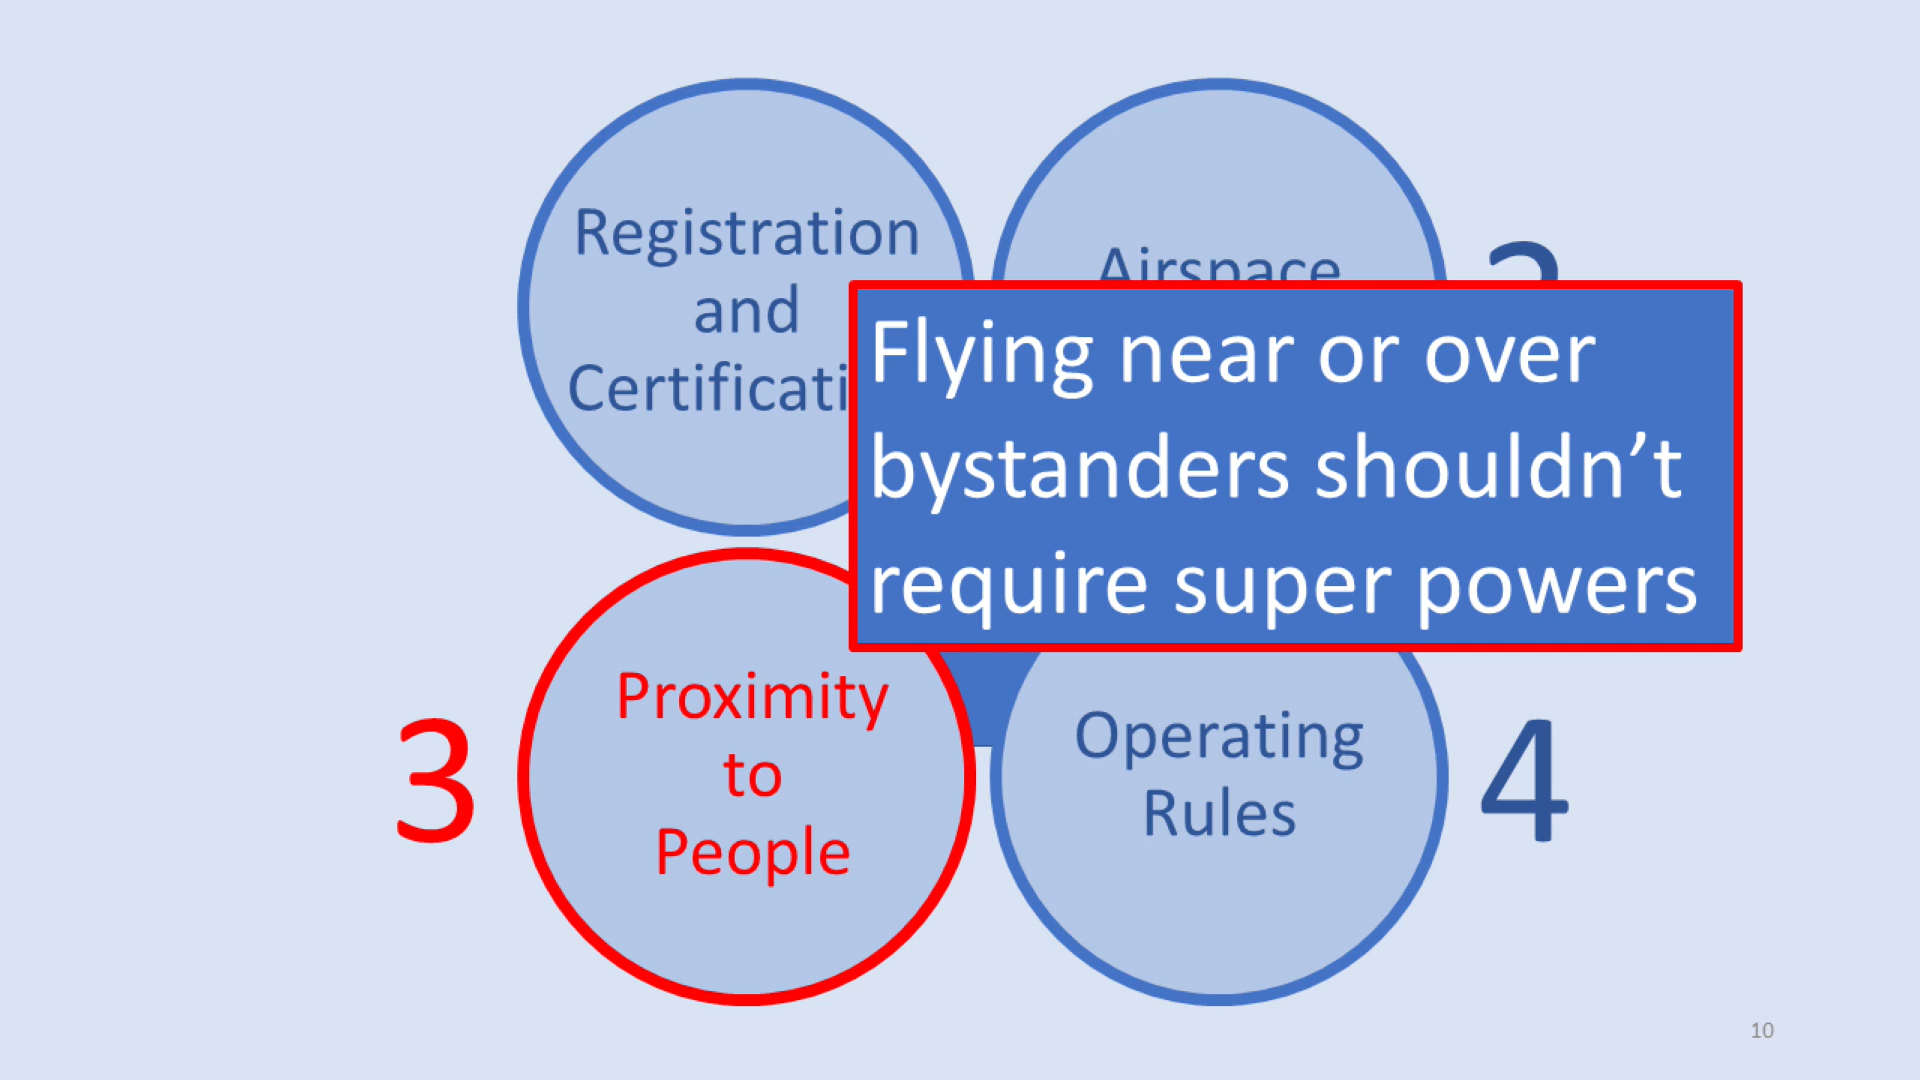 Registration
and
Airspace
Flying near or over
bystanders shouldn’t
require super powers
3
Proximity
to
People
Operating
Rules
4
10